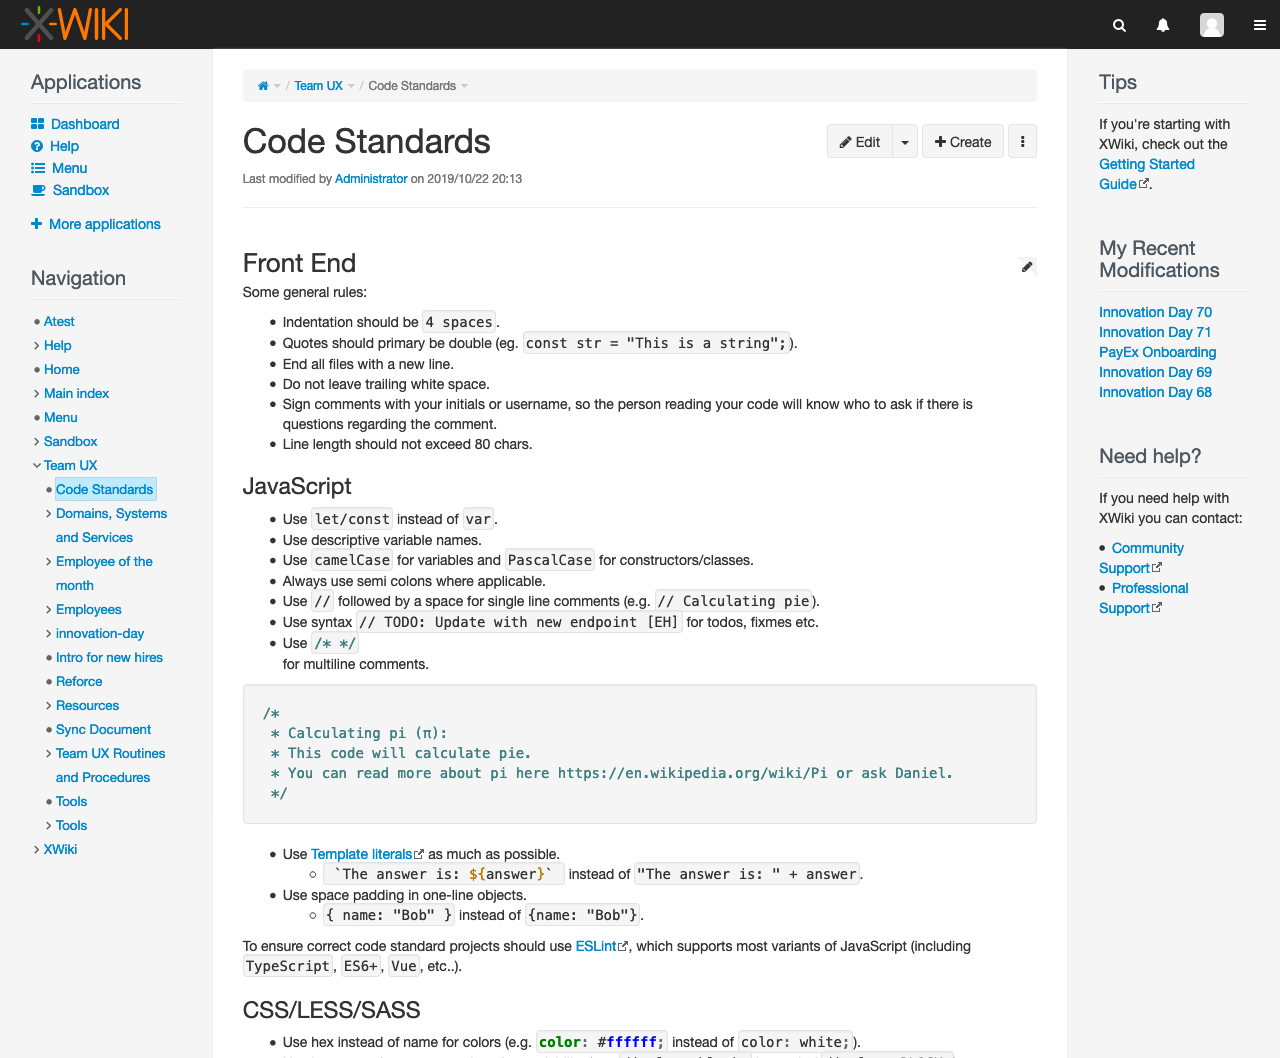 X-WIKI
Applications
Dashboard
Help
Menu
Sandbox
More applications
Navigation
Atest
Help
Home
Main index
Menu
Sandbox
Team UX
Code Standards
Domains, Systems
and Services
Employee of the
month
Employees
innovation-day
Intro for new hires
Reforce
Resources
Sync Document
Team UX Routines
and Procedures
Tools
Tools
XWiki
/ Team UX / Code Standards
Code Standards
Edit
Create
Last modified by Administrator on 2019/10/22 20:13
Front End
Some general rules:
• Indentation should be 4 spaces.
• Quotes should primary be double (eg. const str = "This is a string";).
• End all files with a new line.
• Do not leave trailing white space.
• Sign comments with your initials or username, so the person reading your code will know who to ask if there is
questions regarding the comment.
• Line length should not exceed 80 chars.
JavaScript
• Use let/const instead of var.
• Use descriptive variable names.
• Use camelCase for variables and PascalCase for constructors/classes.
• Always use semi colons where applicable.
• Use // followed by a space for single line comments (e.g. // Calculating pie).
• Use syntax // TODO: Update with new endpoint [EH] for todos, fixmes etc.
• Use /* */
for multiline comments.
/*
* Calculating pi (π):
* This code will calculate pie.
* You can read more about pi here https://en.wikipedia.org/wiki/Pi or ask Daniel.
*/
• Use Template literals as much as possible.
○ `The answer is: ${answer}` instead of "The answer is: " + answer.
• Use space padding in one-line objects.
○ { name: "Bob" } instead of {name: "Bob"}.
To ensure correct code standard projects should use ESLint, which supports most variants of JavaScript (including
TypeScript, ES6+, Vue, etc..).
CSS/LESS/SASS
• Use hex instead of name for colors (e.g. color: #ffffff; instead of color: white;).
Tips
If you're starting with
XWiki, check out the
Getting Started
Guide.
My Recent
Modifications
Innovation Day 70
Innovation Day 71
PayEx Onboarding
Innovation Day 69
Innovation Day 68
Need help?
If you need help with
XWiki you can contact:
• Community
Support
• Professional
Support